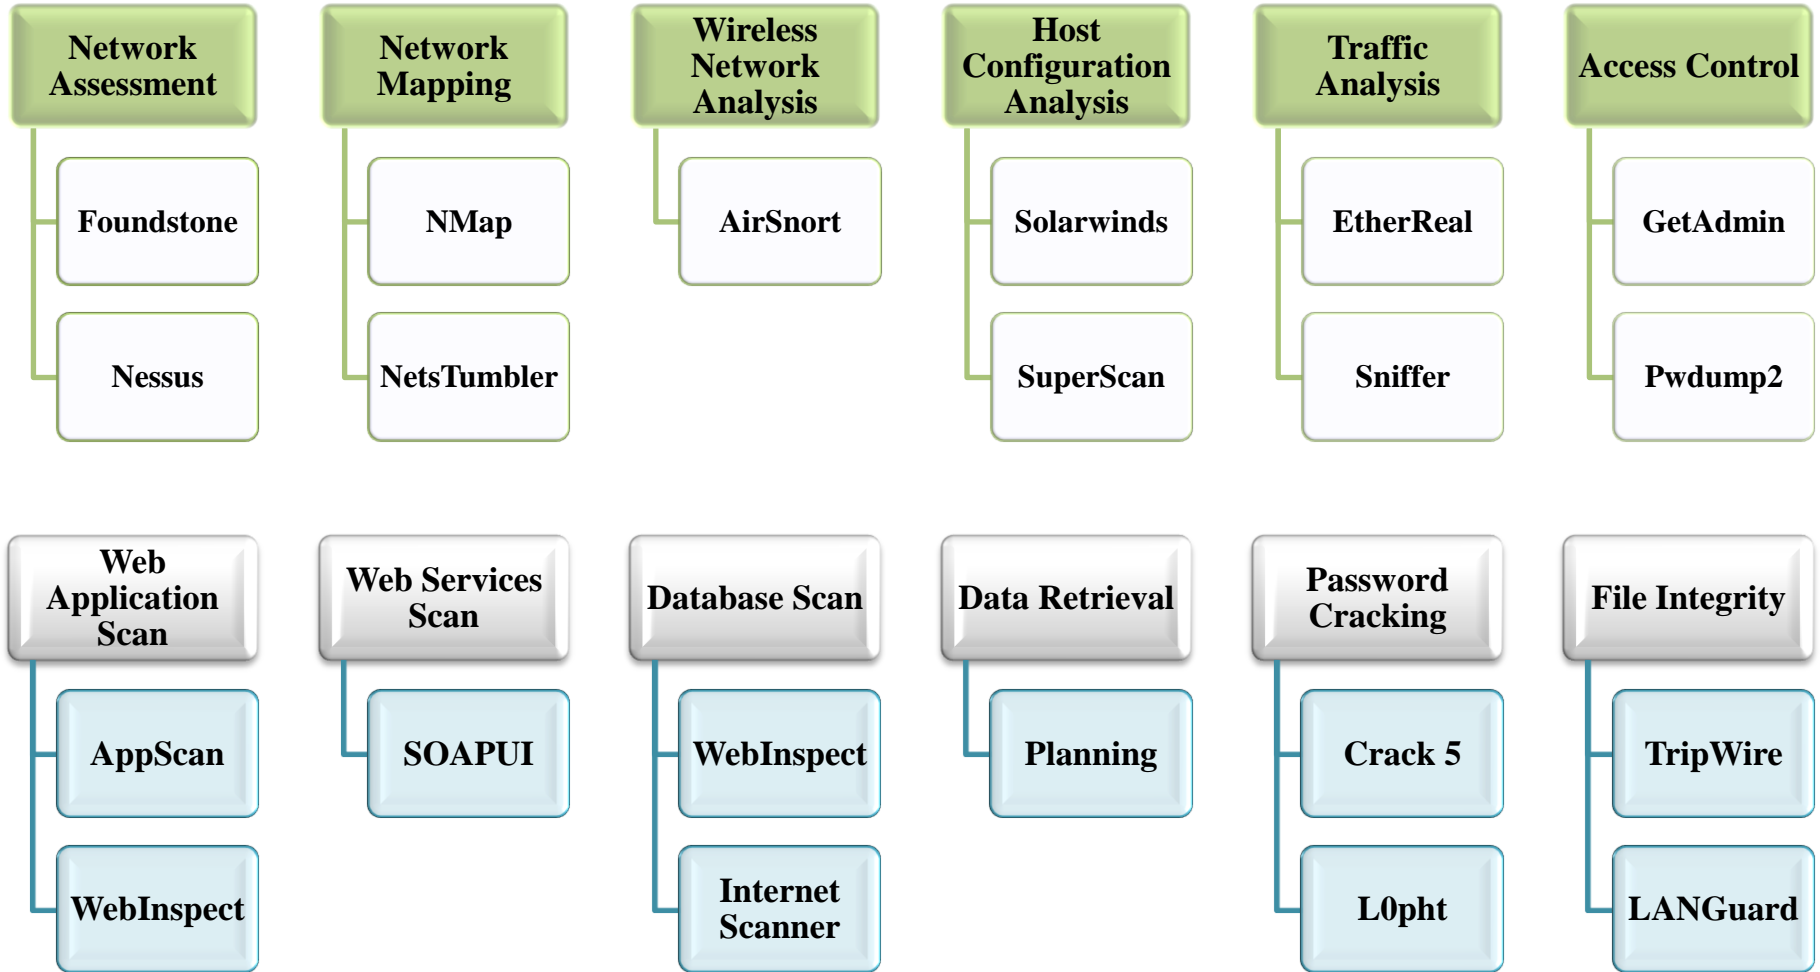 Network
Assessment
Foundstone
Nessus
Network
Mapping
NMap
NetsTumbler
Wireless
Network
Analysis
AirSnort
Host
Configuration
Analysis
Solarwinds
SuperScan
Traffic
Analysis
EtherReal
Sniffer
Access Control
GetAdmin
Pwdump2
Web
Application
Scan
AppScan
WebInspect
Web Services
Scan
SOAPUI
Database Scan
WebInspect
Internet
Scanner
Data Retrieval
Planning
Password
Cracking
Crack 5
L0pht
File Integrity
TripWire
LANGuard